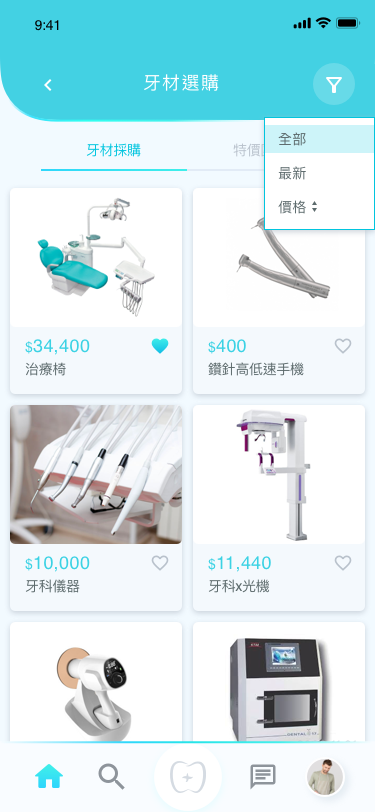 9:41
牙材選購
全部
最新
價格
牙材採購
特價
$34,400
治療椅
$400
鑽針高低速手機
$10,000
牙科儀器
$11,440
牙科x光機